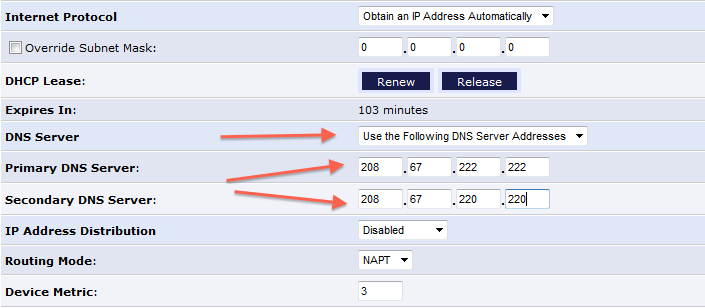 Internet Protocol Obtain an IP Address Automatically
Override Subnet Mask: 0 . 0 . 0 . 0
DHCP Lease: Renew Release
Expires In: 103 minutes
DNS Server Use the Following DNS Server Addresses
Primary DNS Server: 208 . 67 . 222 . 222
Secondary DNS Server: 208 . 67 . 220 . 220
IP Address Distribution Disabled
Routing Mode: NAPT
Device Metric: 3